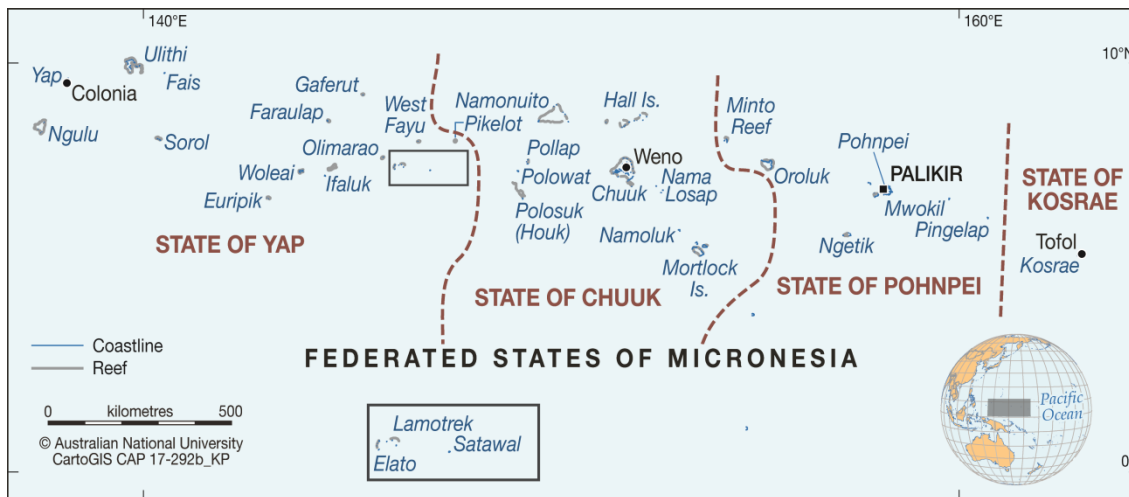 140°E
160°E
10°N
Ulithi
Yap
Fais
Colonia
Gaferut
Faraulap
West
Fayu
Namonuito
Pikelot
Hall Is.
Minto
Reef
Ngulu
Sorol
Olimarao
Woleai
Ifaluk
Euripik
Pollap
Polowat
Polosuk
(Houk)
Weno
Chuuk
Nama
Losap
Namoluk
Mortlock
Is.
Oroluk
Pohnpei
PALIKIR
Mwokil
Pingelap
Ngetik
STATE OF
KOSRAE
Tofol
Kosrae
STATE OF YAP
STATE OF CHUUK
STATE OF POHNPEI
FEDERATED STATES OF MICRONESIA
Coastline
Reef
0 kilometres 500
© Australian National University
CartoGIS CAP 17-292b_KP
Lamotrek
Satawal
Elato
Pacific
Ocean
0